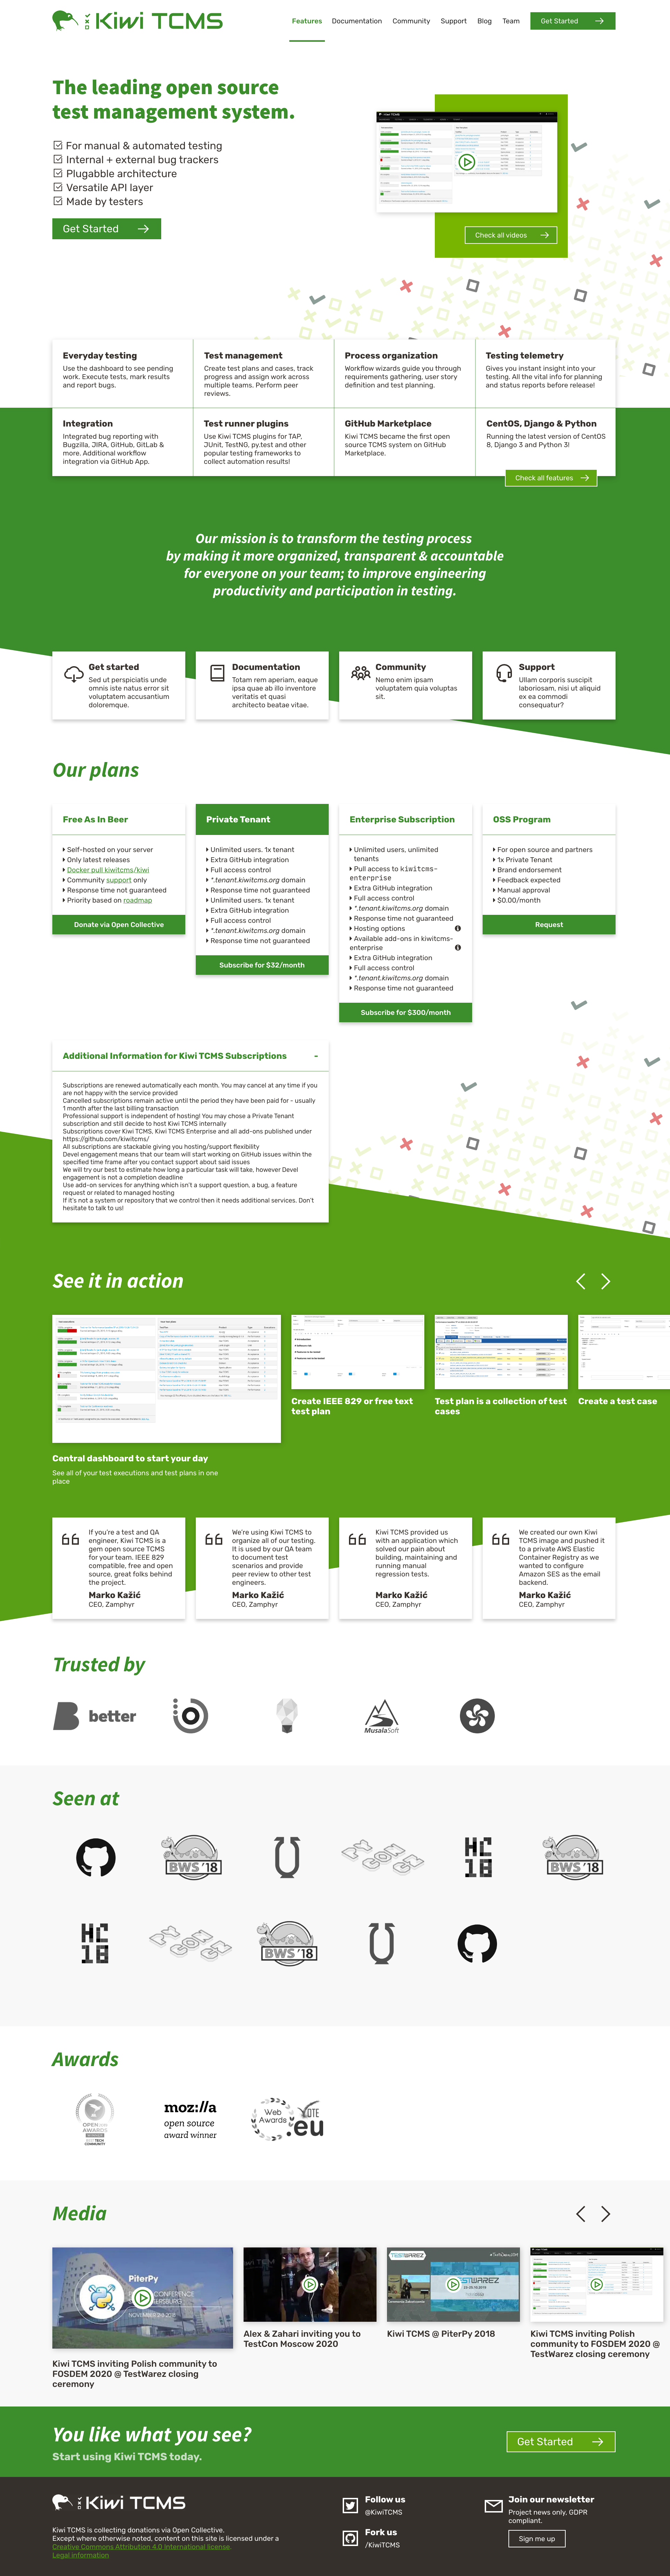 Kiwi TCMS
Features Documentation Community Support Blog Team Get Started
The leading open source
test management system.
For manual & automated testing
Internal + external bug trackers
Plugabble architecture
Versatile API layer
Made by testers
Get Started
Check all videos
Everyday testing
Use the dashboard to see pending
work. Execute tests, mark results
and report bugs.
Test management
Create test plans and cases, track
progress and assign work across
multiple teams. Perform peer
reviews.
Process organization
Workflow wizards guide you through
requirements gathering, user story
definition and test planning.
Testing telemetry
Gives you instant insight into your
testing. All the vital info for planning
and status reports before release!
Integration
Integrated bug reporting with
Bugzilla, JIRA, GitHub, GitLab &
more. Additional workflow
integration via GitHub App.
Test runner plugins
Use Kiwi TCMS plugins for TAP,
JUnit, TestNG, py.test and other
popular testing frameworks to
collect automation results!
GitHub Marketplace
Kiwi TCMS became the first open
source TCMS system on GitHub
Marketplace.
CentOS, Django & Python
Running the latest version of CentOS
8, Django 3 and Python 3!
Check all features
Our mission is to transform the testing process
by making it more organized, transparent & accountable
for everyone on your team; to improve engineering
productivity and participation in testing.
Get started
Sed ut perspiciatis unde
omnis iste natus error sit
voluptatem accusantium
doloremque.
Documentation
Totam rem aperiam, eaque
ipsa quae ab illo inventore
veritatis et quasi
architecto beatae vitae.
Community
Nemo enim ipsam
voluptatem quia voluptas
sit.
Support
Ullam corporis suscipit
laboriosam, nisi ut aliquid
ex ea commodi
consequatur?
Our plans
Free As In Beer
Self-hosted on your server
Only latest releases
Docker pull kiwitcms/kiwi
Community support only
Response time not guaranteed
Priority based on roadmap
Donate via Open Collective
Private Tenant
Unlimited users. 1x tenant
Extra GitHub integration
Full access control
*.tenant.kiwitcms.org domain
Response time not guaranteed
Unlimited users. 1x tenant
Extra GitHub integration
Full access control
*.tenant.kiwitcms.org domain
Response time not guaranteed
Subscribe for $32/month
Enterprise Subscription
Unlimited users, unlimited
tenants
Pull access to kiwitcms-
enterprise
Extra GitHub integration
Full access control
*.tenant.kiwitcms.org domain
Response time not guaranteed
Hosting options
Available add-ons in kiwitcms-
enterprise
Extra GitHub integration
Full access control
*.tenant.kiwitcms.org domain
Response time not guaranteed
Subscribe for $300/month
OSS Program
For open source and partners
1x Private Tenant
Brand endorsement
Feedback expected
Manual approval
$0.00/month
Request
Additional Information for Kiwi TCMS Subscriptions -
Subscriptions are renewed automatically each month. You may cancel at any time if you
are not happy with the service provided
Cancelled subscriptions remain active until the period they have been paid for - usually
1 month after the last billing transaction
Professional support is independent of hosting! You may chose a Private Tenant
subscription and still decide to host Kiwi TCMS internally
Subscriptions cover Kiwi TCMS, Kiwi TCMS Enterprise and all add-ons published under
https://github.com/kiwitcms/
All subscriptions are stackable giving you hosting/support flexibility
Devel engagement means that our team will start working on GitHub issues within the
specified time frame after you contact support about said issues
We will try our best to estimate how long a particular task will take, however Devel
engagement is not a completion deadline
Use add-on services for anything which isn't a support question, a bug, a feature
request or related to managed hosting
If it's not a system or repository that we control then it needs additional services. Don't
hesitate to talk to us!
See it in action
Central dashboard to start your day
See all of your test executions and test plans in one
place
Create IEEE 829 or free text
test plan
Test plan is a collection of test
cases
Create a test case
If you're a test and QA
engineer, Kiwi TCMS is a
gem open source TCMS
for your team. IEEE 829
compatible, free and open
source, great folks behind
the project.
Marko Kažić
CEO, Zamphyr
We're using Kiwi TCMS to
organize all of our testing.
It is used by our QA team
to document test
scenarios and provide
peer review to other test
engineers.
Marko Kažić
CEO, Zamphyr
Kiwi TCMS provided us
with an application which
solved our pain about
building, maintaining and
running manual
regression tests.
Marko Kažić
CEO, Zamphyr
We created our own Kiwi
TCMS image and pushed it
to a private AWS Elastic
Container Registry as we
wanted to configure
Amazon SES as the email
backend.
Marko Kažić
CEO, Zamphyr
Trusted by
better
MusalaSoft
Seen at
BWS '18
PYCON CK
HC
18
BWS '18
HC
18
PYCON CK
BWS '18
Awards
OPEN
AWARDS
COMMUNITY
moz://a
open source
award winner
Web
Awards
VOTE
.eu
Media
PiterPy
CONFERENCE
Kiwi TCMS inviting Polish community to
FOSDEM 2020 @ TestWarez closing
ceremony
Alex & Zahari inviting you to
TestCon Moscow 2020
TESTWAREZ
Kiwi TCMS @ PiterPy 2018
Kiwi TCMS inviting Polish
community to FOSDEM 2020 @
TestWarez closing ceremony
You like what you see?
Start using Kiwi TCMS today.
Get Started
Kiwi TCMS
Kiwi TCMS is collecting donations via Open Collective.
Except where otherwise noted, content on this site is licensed under a
Creative Commons Attribution 4.0 International license.
Legal information
Follow us
@KiwiTCMS
Fork us
/KiwiTCMS
Join our newsletter
Project news only, GDPR
compliant.
Sign me up